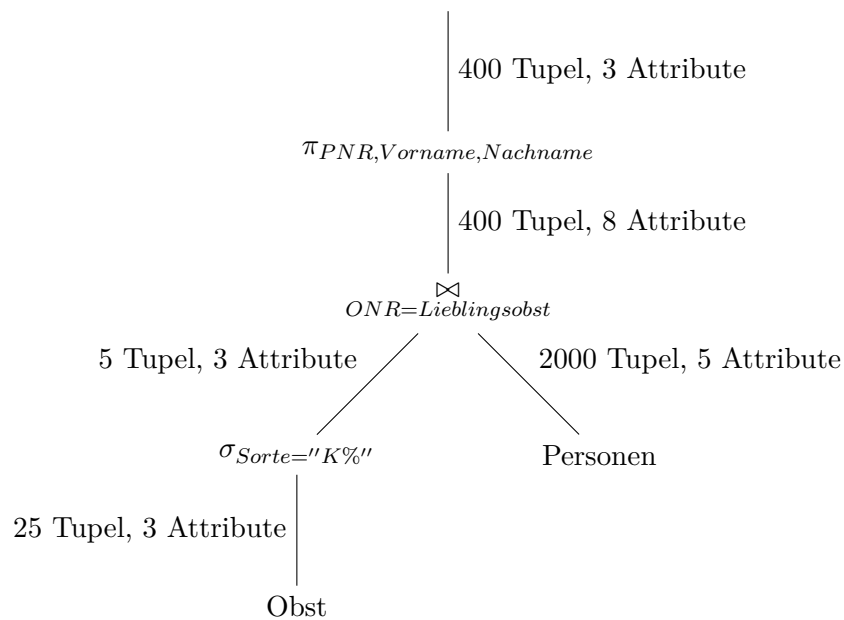 400 Tupel, 3 Attribute
π_{PNR,Vorname,Nachname}
400 Tupel, 8 Attribute
⋈
ONR=Lieblingsobst
5 Tupel, 3 Attribute
2000 Tupel, 5 Attribute
σ_{Sorte="K%"}
Personen
25 Tupel, 3 Attribute
Obst